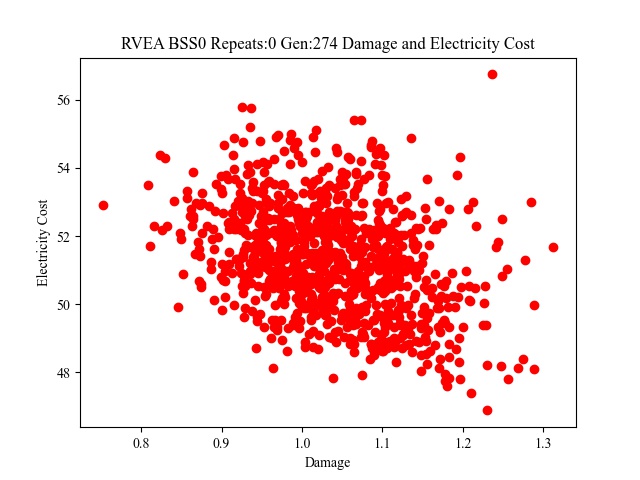 RVEA BSS0 Repeats:0 Gen:274 Damage and Electricity Cost
56
54
52
50
48
Electricity Cost
0.8 0.9 1.0 1.1 1.2 1.3
Damage